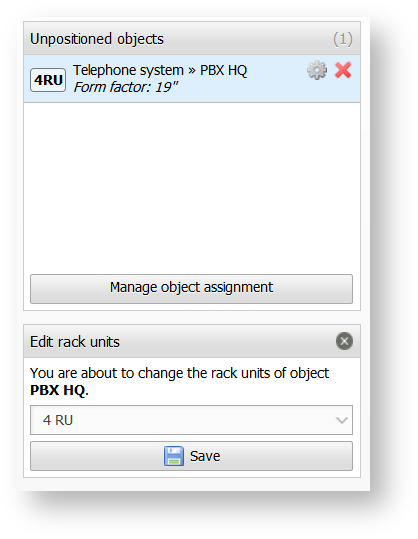 Unpositioned objects (1)
4RU
Telephone system » PBX HQ
Form factor: 19"
Manage object assignment
Edit rack units
You are about to change the rack units of object
PBX HQ.
4 RU
Save